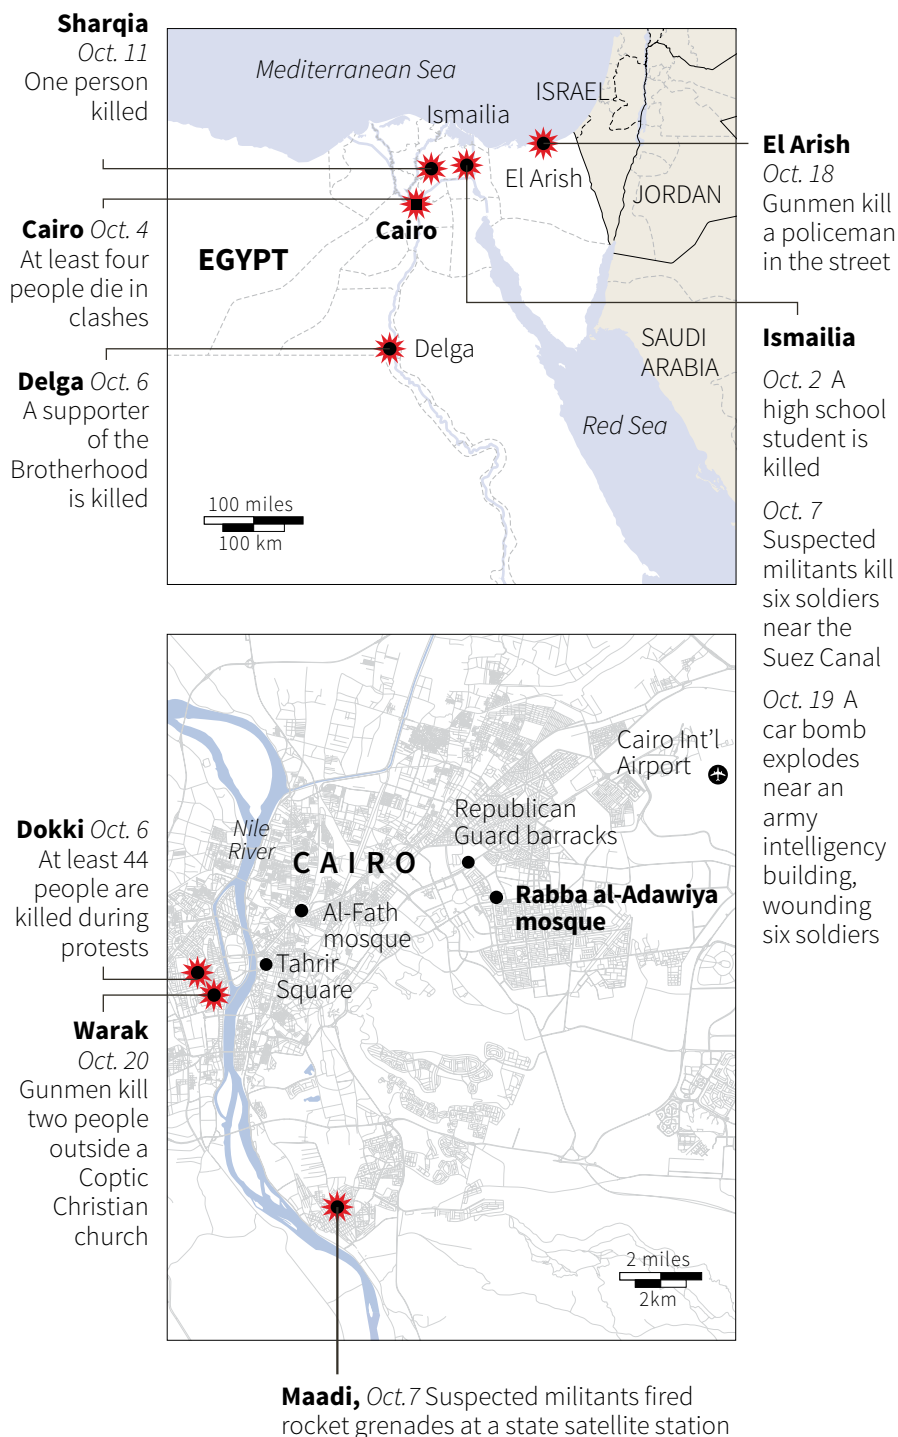 Sharqia
Oct. 11
One person
killed
Cairo Oct. 4
At least four
people die in
clashes
Delga Oct. 6
A supporter
of the
Brotherhood
is killed
Mediterranean Sea
ISRAEL
Ismailia
El Arish
JORDAN
Cairo
EGYPT
SAUDI
ARABIA
Delga
Red Sea
100 miles
100 km
El Arish
Oct. 18
Gunmen kill
a policeman
in the street
Ismailia
Oct. 2 A
high school
student is
killed
Oct. 7
Suspected
militants kill
six soldiers
near the
Suez Canal
Oct. 19 A
car bomb
explodes
near an
army
intelligency
building,
wounding
six soldiers
Dokki Oct. 6
At least 44
people are
killed during
protests
Warak
Oct. 20
Gunmen kill
two people
outside a
Coptic
Christian
church
Cairo Int'l
Airport
Republican
Guard barracks
Nile
River
CAIRO
Rabba al-Adawiya
mosque
Al-Fath
mosque
Tahrir
Square
2 miles
2km
Maadi, Oct.7 Suspected militants fired
rocket grenades at a state satellite station